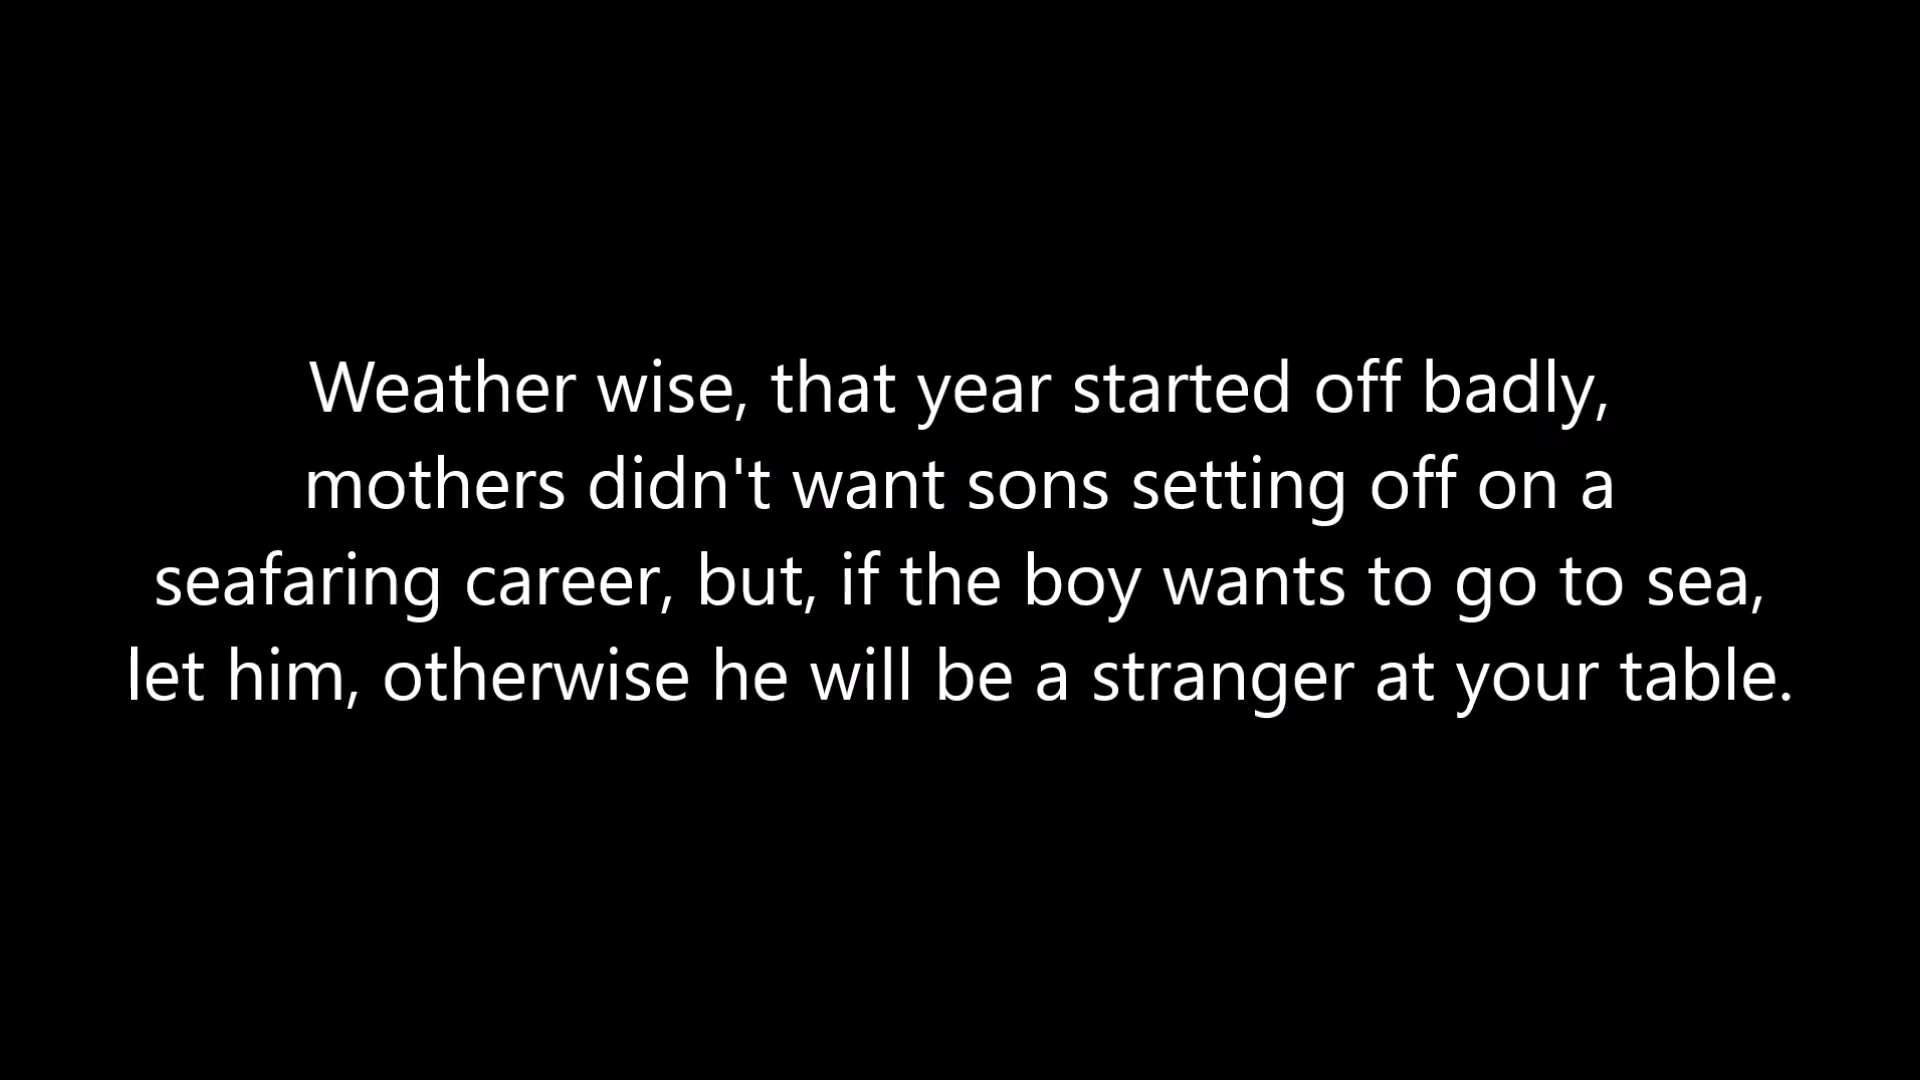 Weather wise, that year started off badly,
mothers didn't want sons setting off on a
seafaring career, but, if the boy wants to go to sea,
let him, otherwise he will be a stranger at your table.